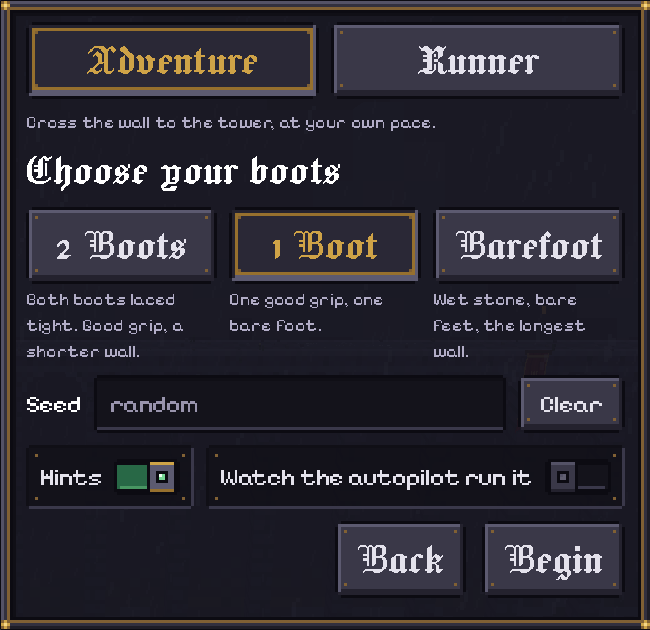 Adventure Runner
Cross the wall to the tower, at your own pace.
Choose your boots
2 Boots 1 Boot Barefoot
Both boots laced
tight. Good grip, a
shorter wall.
One good grip, one
bare foot.
Wet stone, bare
feet, the longest
wall.
Seed random Clear
Hints Watch the autopilot run it
Back Begin